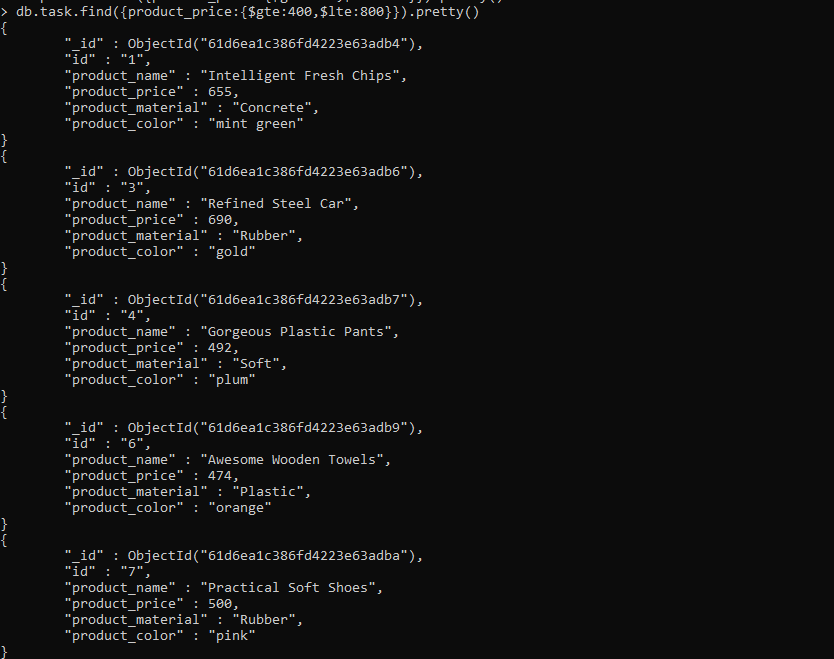 > db.task.find({product_price:{$gte:400,$lte:800}}).pretty()
{
        "_id" : ObjectId("61d6ea1c386fd4223e63adb4"),
        "id" : "1",
        "product_name" : "Intelligent Fresh Chips",
        "product_price" : 655,
        "product_material" : "Concrete",
        "product_color" : "mint green"
}
{
        "_id" : ObjectId("61d6ea1c386fd4223e63adb6"),
        "id" : "3",
        "product_name" : "Refined Steel Car",
        "product_price" : 690,
        "product_material" : "Rubber",
        "product_color" : "gold"
}
{
        "_id" : ObjectId("61d6ea1c386fd4223e63adb7"),
        "id" : "4",
        "product_name" : "Gorgeous Plastic Pants",
        "product_price" : 492,
        "product_material" : "Soft",
        "product_color" : "plum"
}
{
        "_id" : ObjectId("61d6ea1c386fd4223e63adb9"),
        "id" : "6",
        "product_name" : "Awesome Wooden Towels",
        "product_price" : 474,
        "product_material" : "Plastic",
        "product_color" : "orange"
}
{
        "_id" : ObjectId("61d6ea1c386fd4223e63adba"),
        "id" : "7",
        "product_name" : "Practical Soft Shoes",
        "product_price" : 500,
        "product_material" : "Rubber",
        "product_color" : "pink"
}